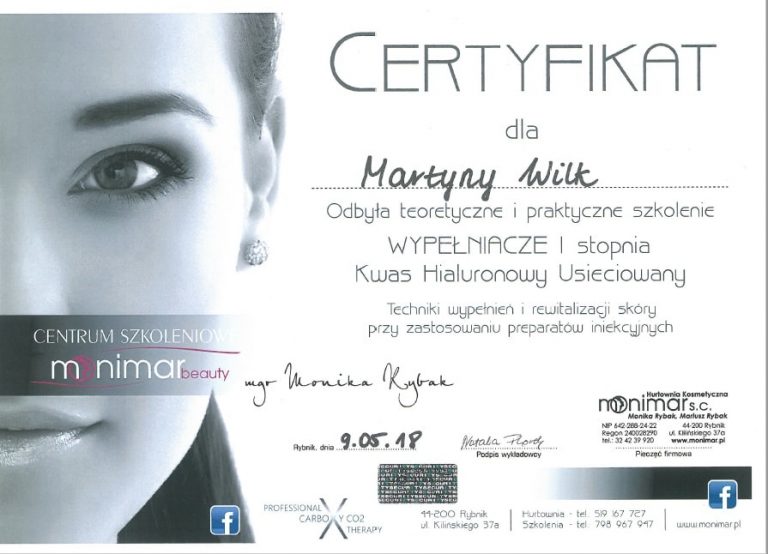 CERTYFIKAT
dla
Martyny Wilk
Odbyła teoretyczne i praktyczne szkolenie
WYPEŁNIACZE I stopnia
Kwas Hialuronowy Usieciowany
Techniki wypełnień i rewitalizacji skóry
przy zastosowaniu preparatów iniekcyjnych
CENTRUM SZKOLENIOWE
monimar beauty
mgr Monika Rybak
Hurtownia Kosmetyczna
monimar s.c.
Monika Rybak, Mariusz Rybak
NIP 642-288-24-22 44-200 Rybnik
Regon 240028290 ul. Kilińskiego 37a
tel.: 32 42 39 920 www.monimar.pl
Pieczęć firmowa
Rybnik, dnia 9.05.18
Natalia
Podpis wykładowcy
SECURITY
f
PROFESSIONAL
CARBOXY CO2
THERAPY
44-200 Rybnik
ul. Kilińskiego 37a
Hurtownia - tel: 519 167 727
Szkolenia - tel: 798 967 947
www.monimar.pl
f